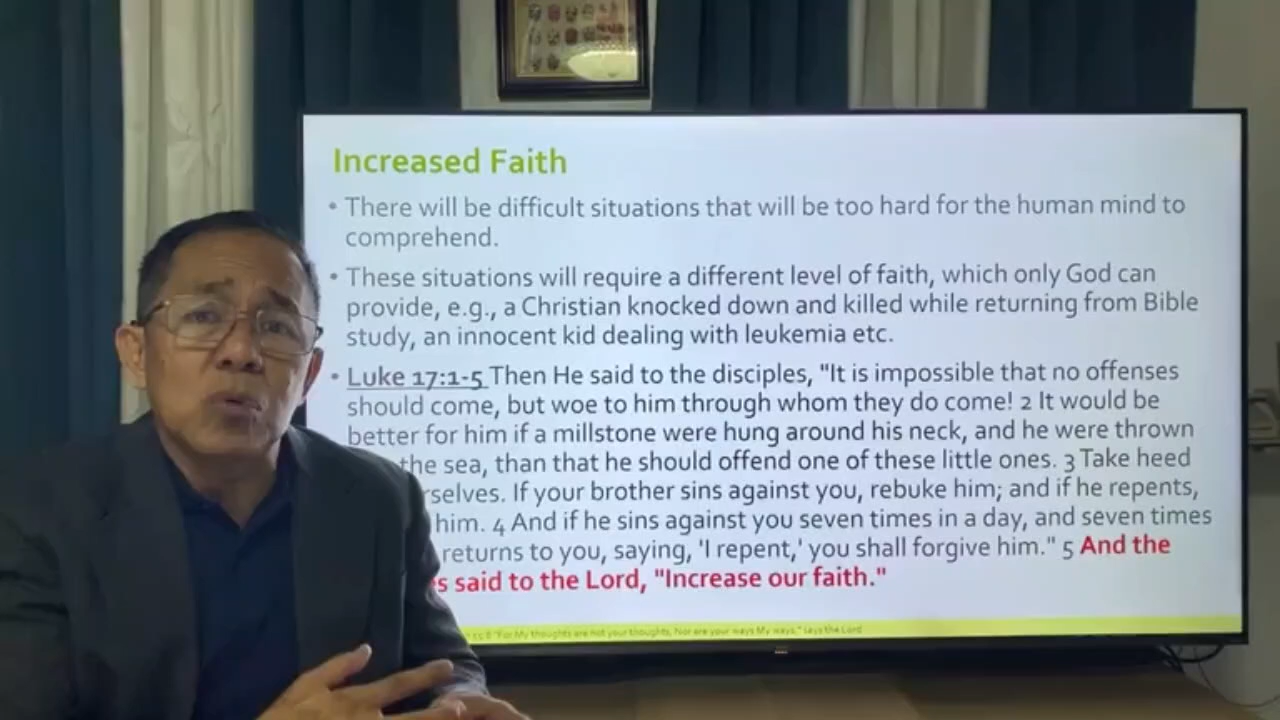 Increased Faith
• There will be difficult situations that will be too hard for the human mind to
comprehend.
• These situations will require a different level of faith, which only God can
provide, e.g., a Christian knocked down and killed while returning from Bible
study, an innocent kid dealing with leukemia etc.
• Luke 17:1-5 Then He said to the disciples, "It is impossible that no offenses
should come, but woe to him through whom they do come! 2 It would be
better for him if a millstone were hung around his neck, and he were thrown
the sea, than that he should offend one of these little ones. 3 Take heed
rselves. If your brother sins against you, rebuke him; and if he repents,
him. 4 And if he sins against you seven times in a day, and seven times
returns to you, saying, 'I repent,' you shall forgive him." 5 And the
s said to the Lord, "Increase our faith."
8 "For My thoughts are not your thoughts, Nor are your ways My ways," says the Lord